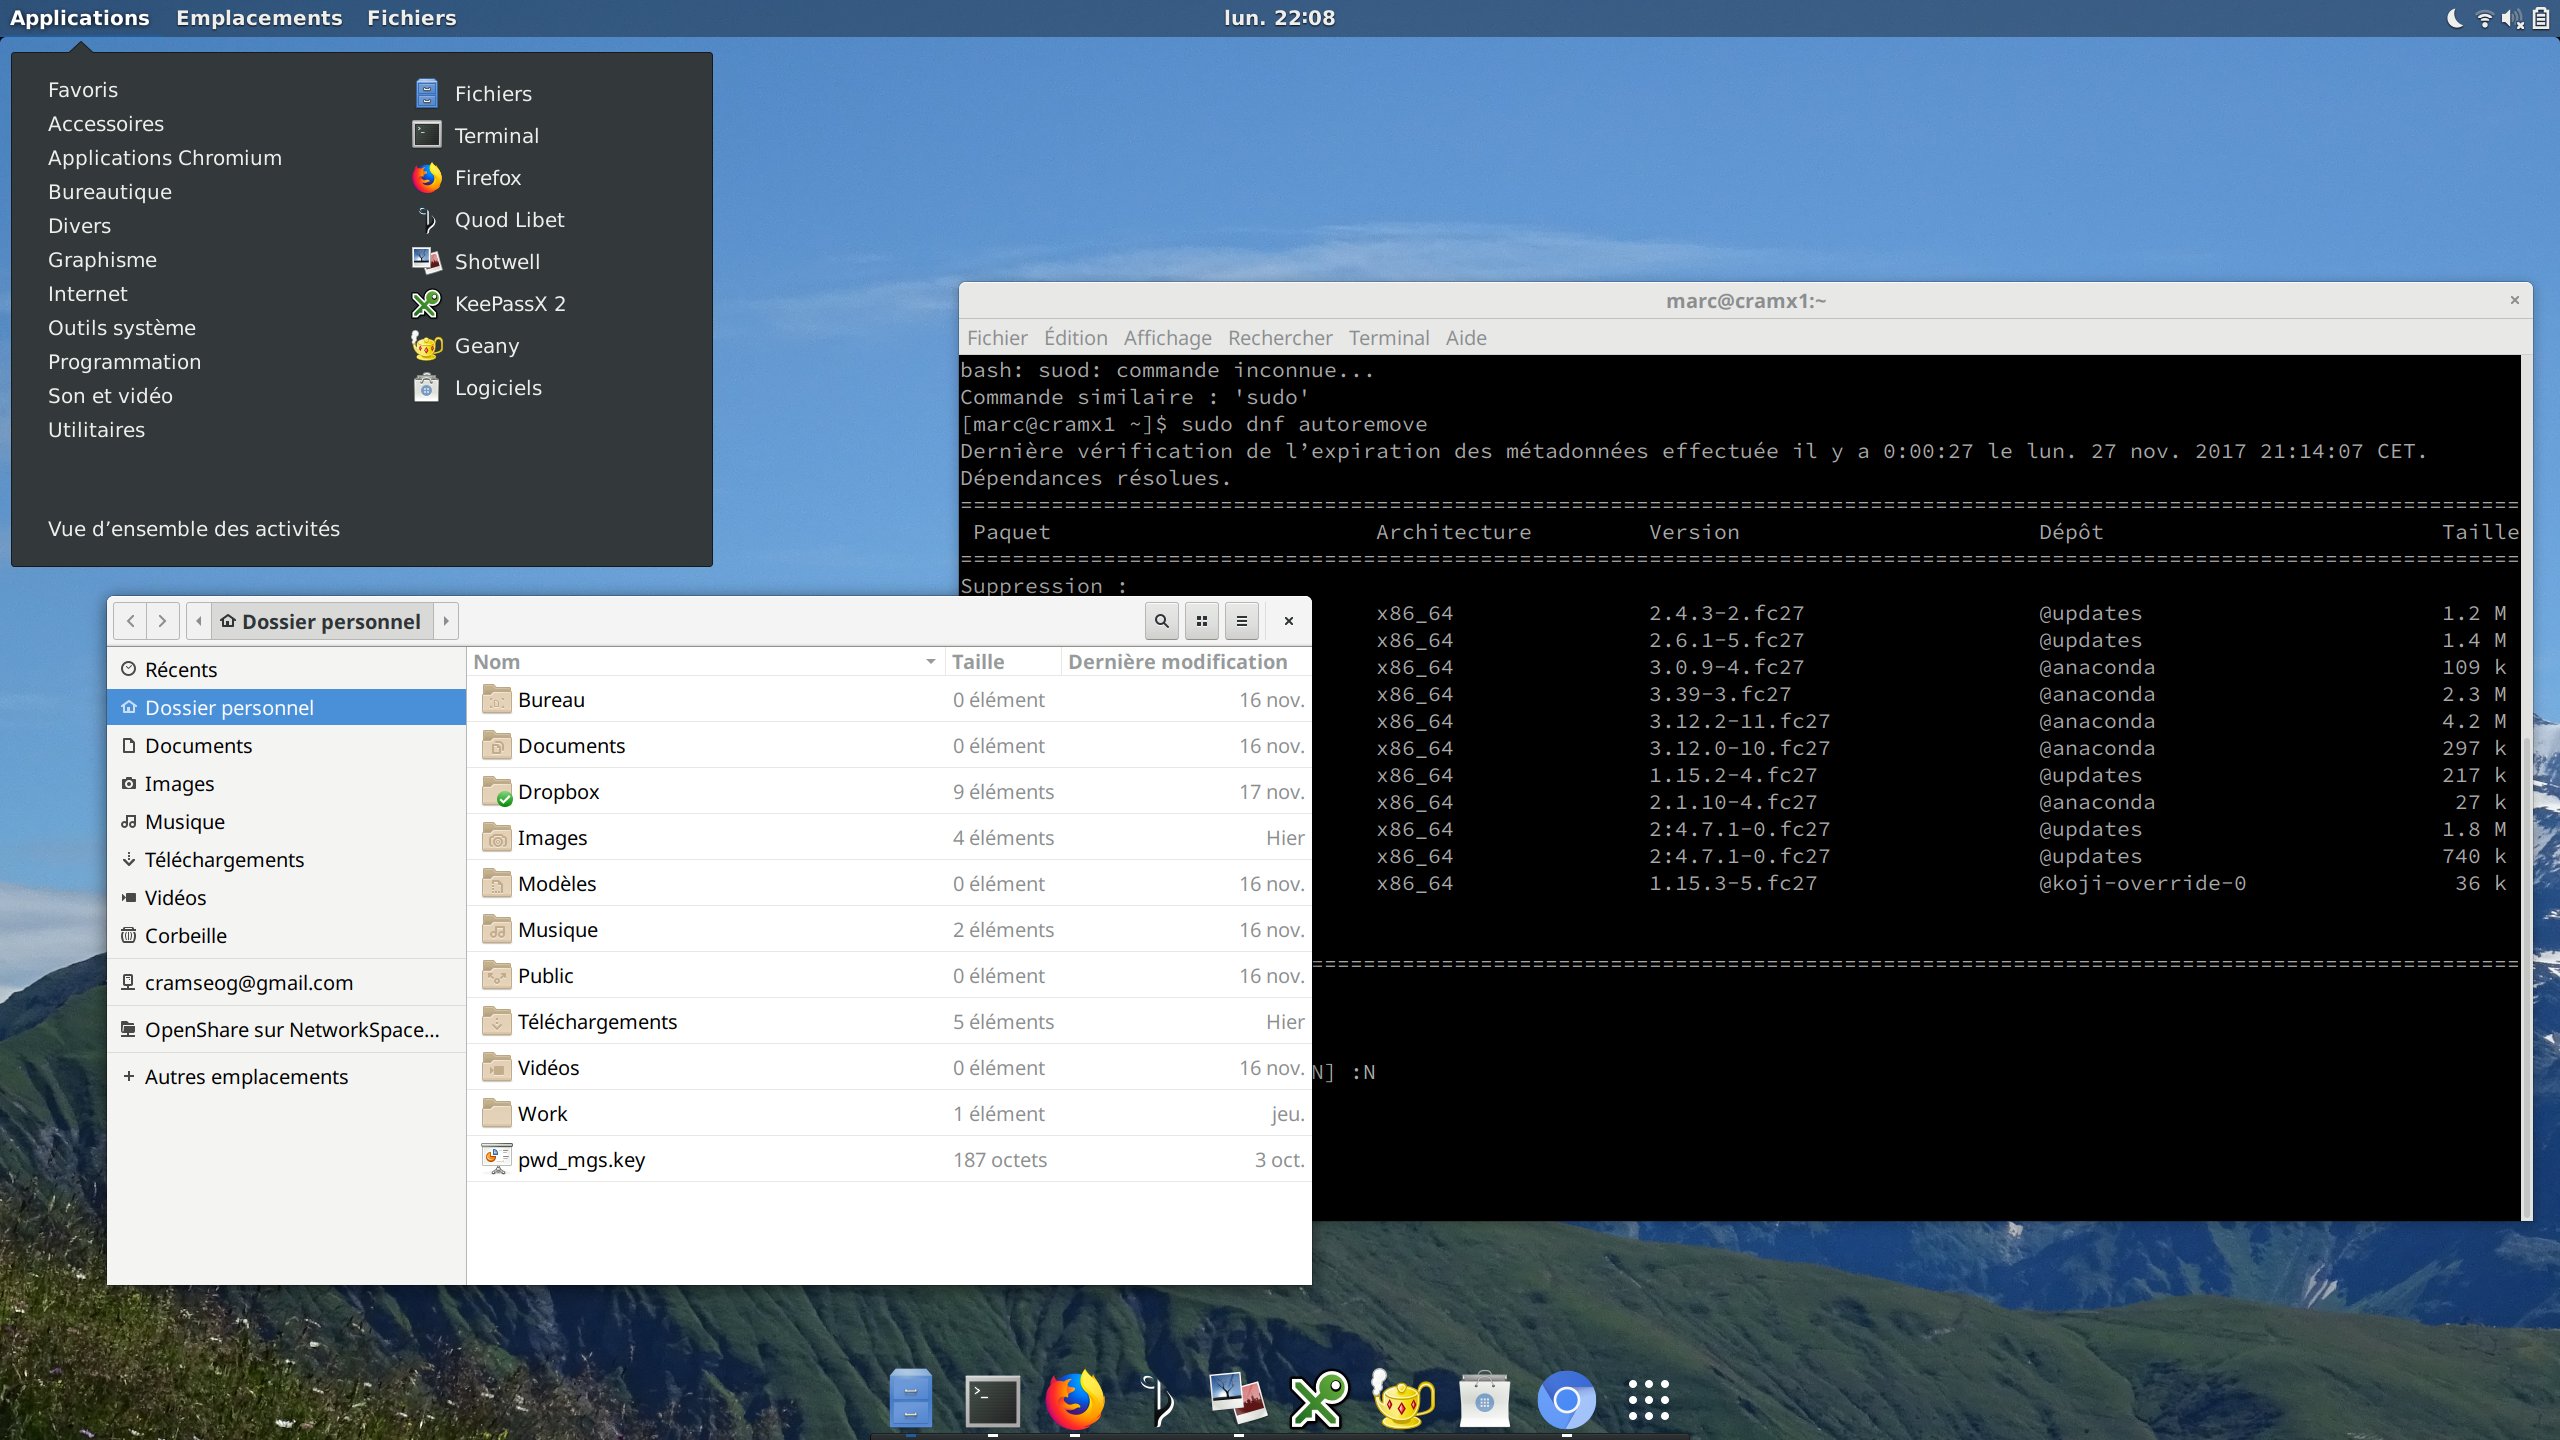 Applications Emplacements Fichiers lun. 22:08
Favoris
Accessoires
Applications Chromium
Bureautique
Divers
Graphisme
Internet
Outils système
Programmation
Son et vidéo
Utilitaires
Vue d’ensemble des activités
Fichiers
Terminal
Firefox
Quod Libet
Shotwell
KeePassX 2
Geany
Logiciels
marc@cramx1:~
Fichier Édition Affichage Rechercher Terminal Aide
bash: suod: commande inconnue...
Commande similaire : 'sudo'
[marc@cramx1 ~]$ sudo dnf autoremove
Dernière vérification de l’expiration des métadonnées effectuée il y a 0:00:27 le lun. 27 nov. 2017 21:14:07 CET.
Dépendances résolues.
Paquet Architecture Version Dépôt Taille
Suppression :
x86_64 2.4.3-2.fc27 @updates 1.2 M
x86_64 2.6.1-5.fc27 @updates 1.4 M
x86_64 3.0.9-4.fc27 @anaconda 109 k
x86_64 3.39-3.fc27 @anaconda 2.3 M
x86_64 3.12.2-11.fc27 @anaconda 4.2 M
x86_64 3.12.0-10.fc27 @anaconda 297 k
x86_64 1.15.2-4.fc27 @updates 217 k
x86_64 2.1.10-4.fc27 @anaconda 27 k
x86_64 2:4.7.1-0.fc27 @updates 1.8 M
x86_64 2:4.7.1-0.fc27 @updates 740 k
x86_64 1.15.3-5.fc27 @koji-override-0 36 k
N] :N
Dossier personnel
Récents
Dossier personnel
Documents
Images
Musique
Téléchargements
Vidéos
Corbeille
cramseog@gmail.com
OpenShare sur NetworkSpace...
Autres emplacements
Nom Taille Dernière modification
Bureau 0 élément 16 nov.
Documents 0 élément 16 nov.
Dropbox 9 éléments 17 nov.
Images 4 éléments Hier
Modèles 0 élément 16 nov.
Musique 2 éléments 16 nov.
Public 0 élément 16 nov.
Téléchargements 5 éléments Hier
Vidéos 0 élément 16 nov.
Work 1 élément jeu.
pwd_mgs.key 187 octets 3 oct.